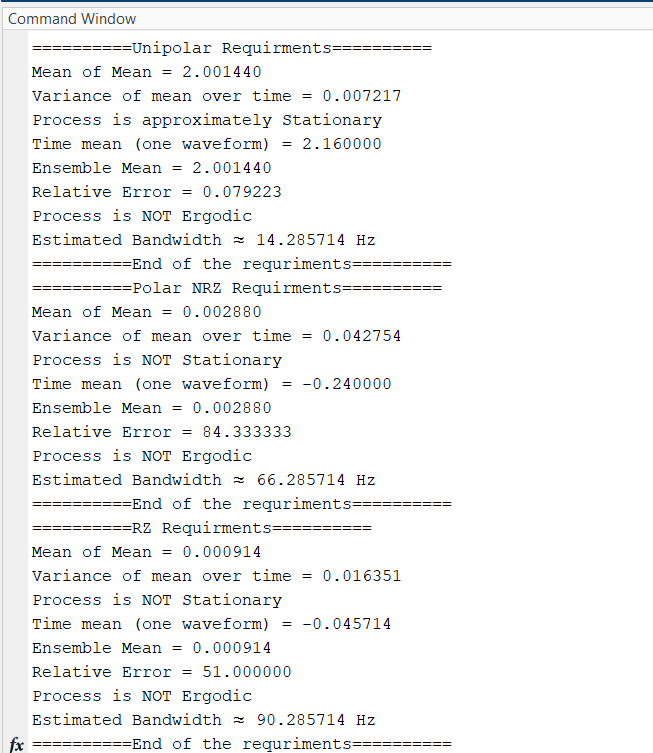 Command Window
==========Unipolar Requirments==========
Mean of Mean = 2.001440
Variance of mean over time = 0.007217
Process is approximately Stationary
Time mean (one waveform) = 2.160000
Ensemble Mean = 2.001440
Relative Error = 0.079223
Process is NOT Ergodic
Estimated Bandwidth ≈ 14.285714 Hz
==========End of the requriments==========
==========Polar NRZ Requirments==========
Mean of Mean = 0.002880
Variance of mean over time = 0.042754
Process is NOT Stationary
Time mean (one waveform) = -0.240000
Ensemble Mean = 0.002880
Relative Error = 84.333333
Process is NOT Ergodic
Estimated Bandwidth ≈ 66.285714 Hz
==========End of the requriments==========
==========RZ Requirments==========
Mean of Mean = 0.000914
Variance of mean over time = 0.016351
Process is NOT Stationary
Time mean (one waveform) = -0.045714
Ensemble Mean = 0.000914
Relative Error = 51.000000
Process is NOT Ergodic
Estimated Bandwidth ≈ 90.285714 Hz
fx ==========End of the requriments==========